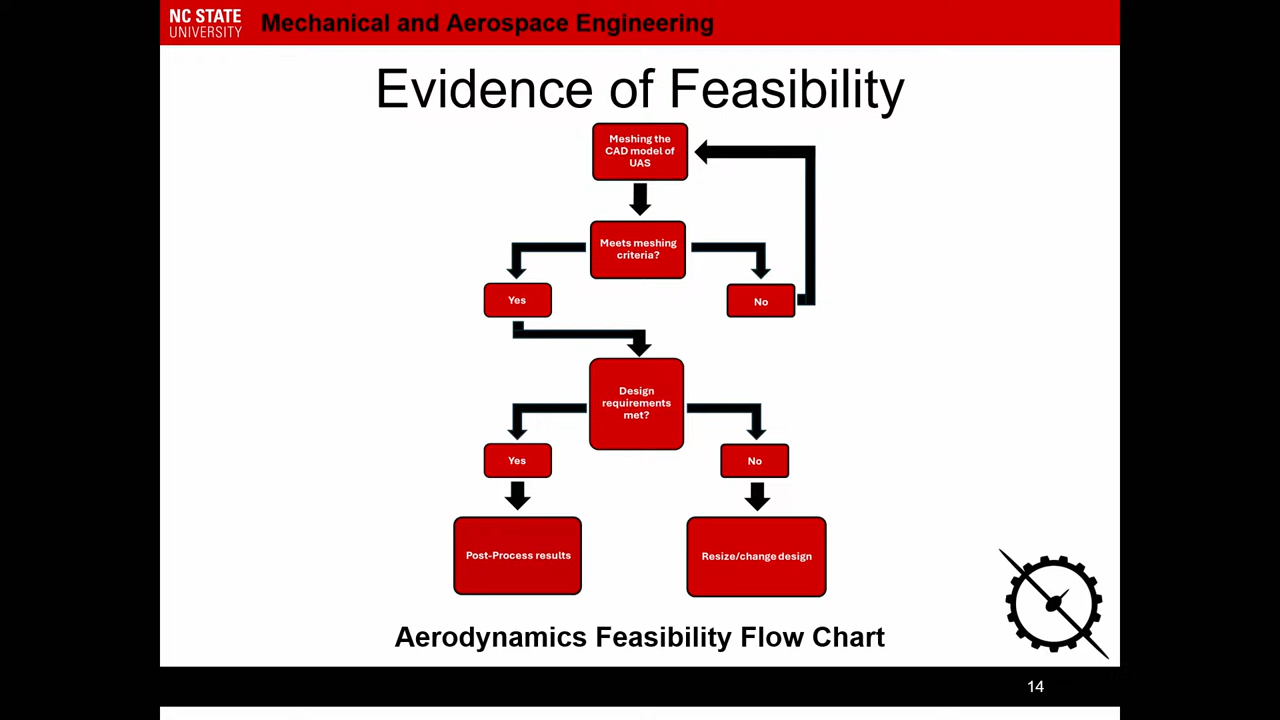 NC STATE
UNIVERSITY
Mechanical and Aerospace Engineering
Evidence of Feasibility
Meshing the
CAD model of
UAS
Meets meshing
criteria?
Yes
No
Design
requirements
met?
Yes
No
Post-Process results
Resize/change design
Aerodynamics Feasibility Flow Chart
14